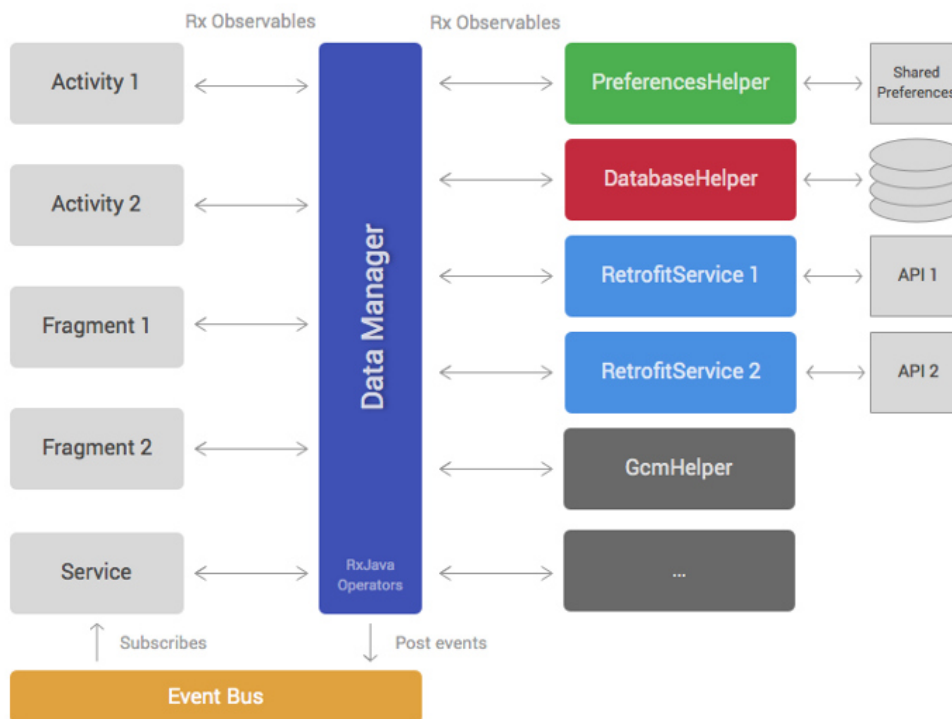 Rx Observables
Rx Observables
Activity 1
Activity 2
Fragment 1
Fragment 2
Service
Data Manager
RxJava
Operators
PreferencesHelper
DatabaseHelper
RetrofitService 1
RetrofitService 2
GcmHelper
...
Shared
Preferences
API 1
API 2
Subscribes
Post events
Event Bus